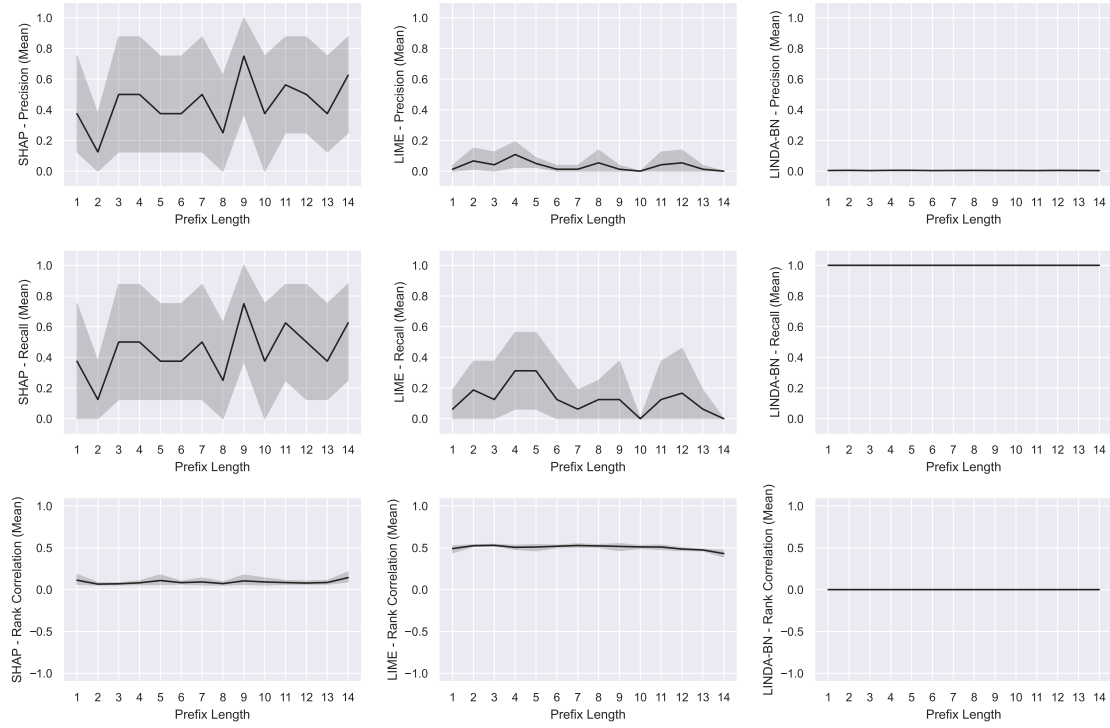 SHAP - Precision (Mean)
1.0
0.8
0.6
0.4
0.2
0.0
1 2 3 4 5 6 7 8 9 10 11 12 13 14
Prefix Length
LIME - Precision (Mean)
1.0
0.8
0.6
0.4
0.2
0.0
1 2 3 4 5 6 7 8 9 10 11 12 13 14
Prefix Length
LINDA-BN - Precision (Mean)
1.0
0.8
0.6
0.4
0.2
0.0
1 2 3 4 5 6 7 8 9 10 11 12 13 14
Prefix Length
SHAP - Recall (Mean)
1.0
0.8
0.6
0.4
0.2
0.0
1 2 3 4 5 6 7 8 9 10 11 12 13 14
Prefix Length
LIME - Recall (Mean)
1.0
0.8
0.6
0.4
0.2
0.0
1 2 3 4 5 6 7 8 9 10 11 12 13 14
Prefix Length
LINDA-BN - Recall (Mean)
1.0
0.8
0.6
0.4
0.2
0.0
1 2 3 4 5 6 7 8 9 10 11 12 13 14
Prefix Length
SHAP - Rank Correlation (Mean)
1.0
0.5
0.0
−0.5
−1.0
1 2 3 4 5 6 7 8 9 10 11 12 13 14
Prefix Length
LIME - Rank Correlation (Mean)
1.0
0.5
0.0
−0.5
−1.0
1 2 3 4 5 6 7 8 9 10 11 12 13 14
Prefix Length
LINDA-BN - Rank Correlation (Mean)
1.0
0.5
0.0
−0.5
−1.0
1 2 3 4 5 6 7 8 9 10 11 12 13 14
Prefix Length